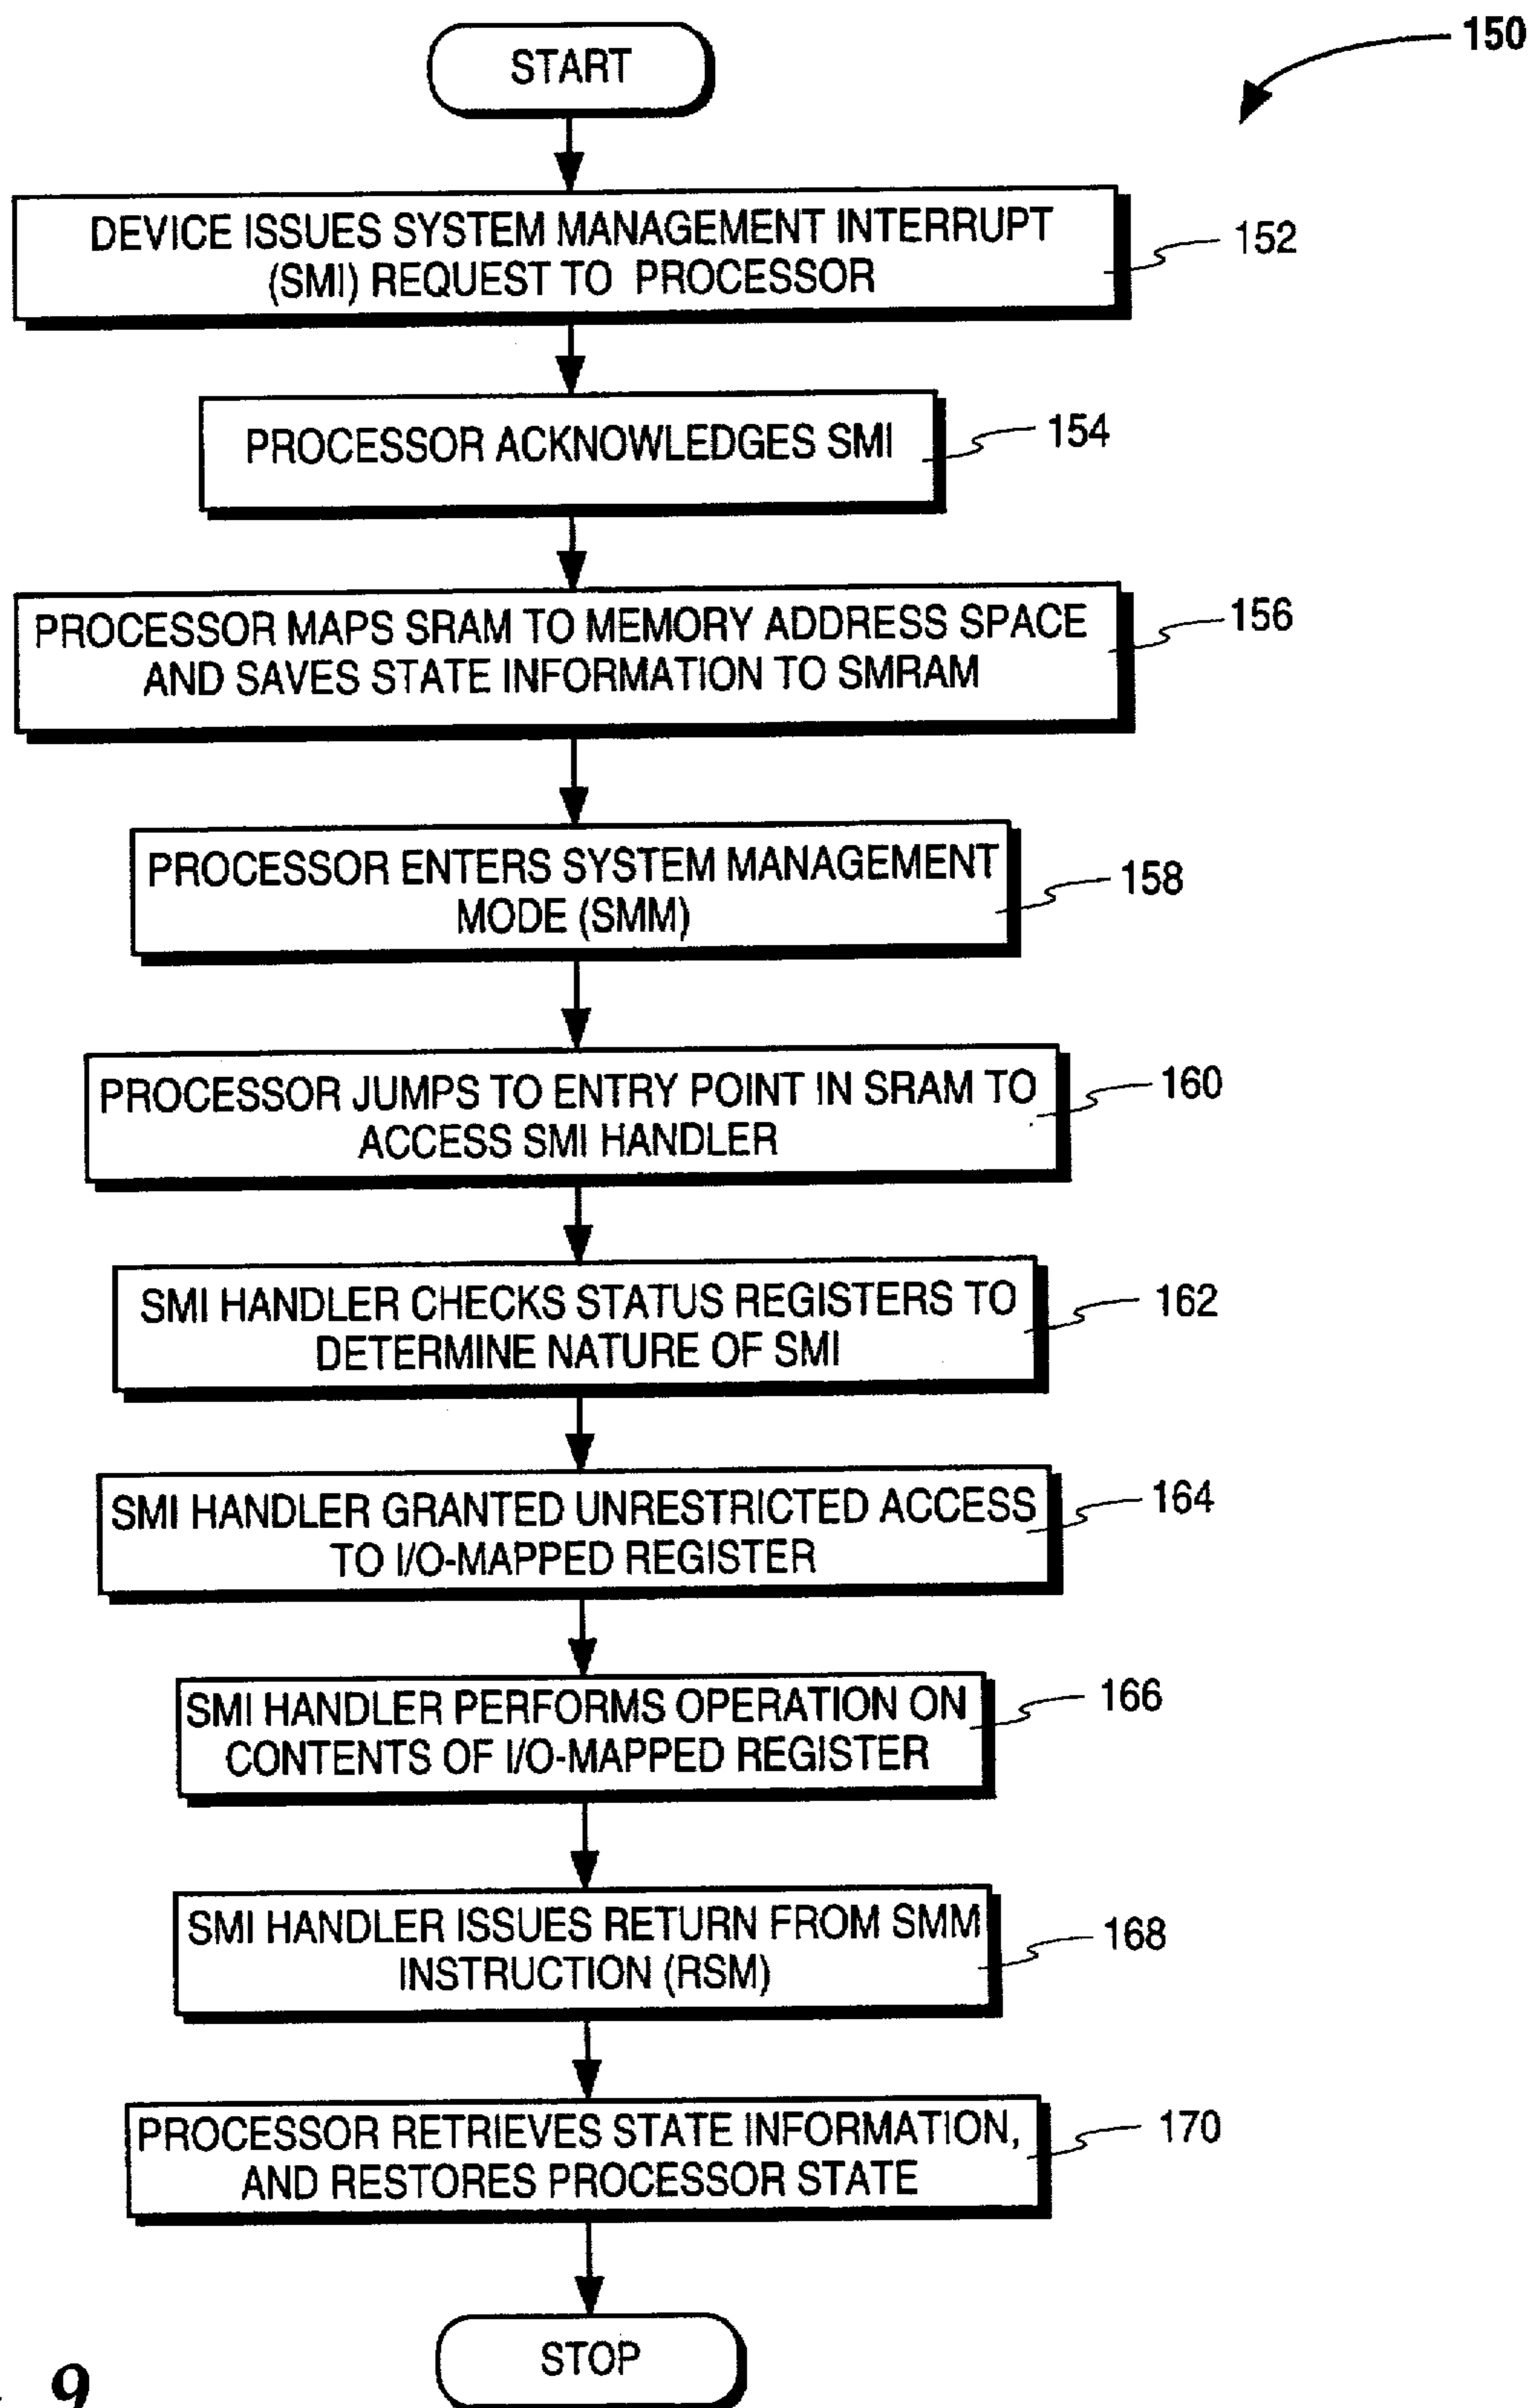 150
START
DEVICE ISSUES SYSTEM MANAGEMENT INTERRUPT
(SMI) REQUEST TO PROCESSOR
152
PROCESSOR ACKNOWLEDGES SMI
154
PROCESSOR MAPS SRAM TO MEMORY ADDRESS SPACE
AND SAVES STATE INFORMATION TO SMRAM
156
PROCESSOR ENTERS SYSTEM MANAGEMENT
MODE (SMM)
158
PROCESSOR JUMPS TO ENTRY POINT IN SRAM TO
ACCESS SMI HANDLER
160
SMI HANDLER CHECKS STATUS REGISTERS TO
DETERMINE NATURE OF SMI
162
SMI HANDLER GRANTED UNRESTRICTED ACCESS
TO I/O-MAPPED REGISTER
164
SMI HANDLER PERFORMS OPERATION ON
CONTENTS OF I/O-MAPPED REGISTER
166
SMI HANDLER ISSUES RETURN FROM SMM
INSTRUCTION (RSM)
168
PROCESSOR RETRIEVES STATE INFORMATION,
AND RESTORES PROCESSOR STATE
170
STOP
9